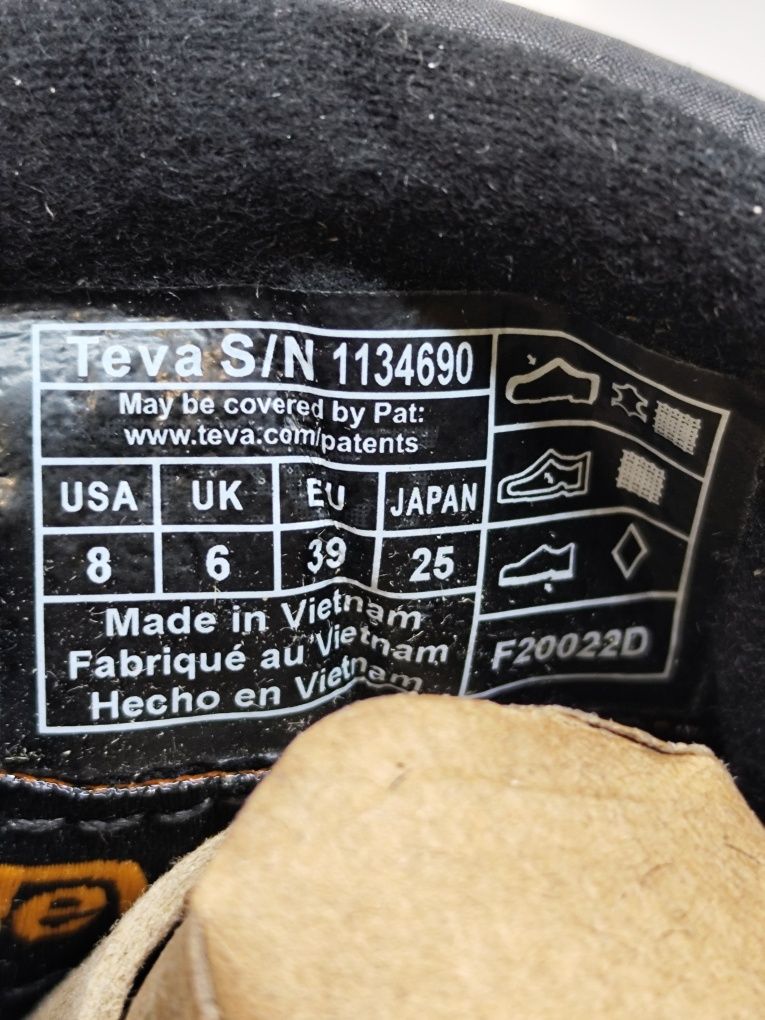 Teva S/N 1134690
May be covered by Pat:
www.teva.com/patents
USA UK EU JAPAN
8 6 39 25
Made in Vietnam
Fabriqué au Vietnam
Hecho en Vietnam
F20022D